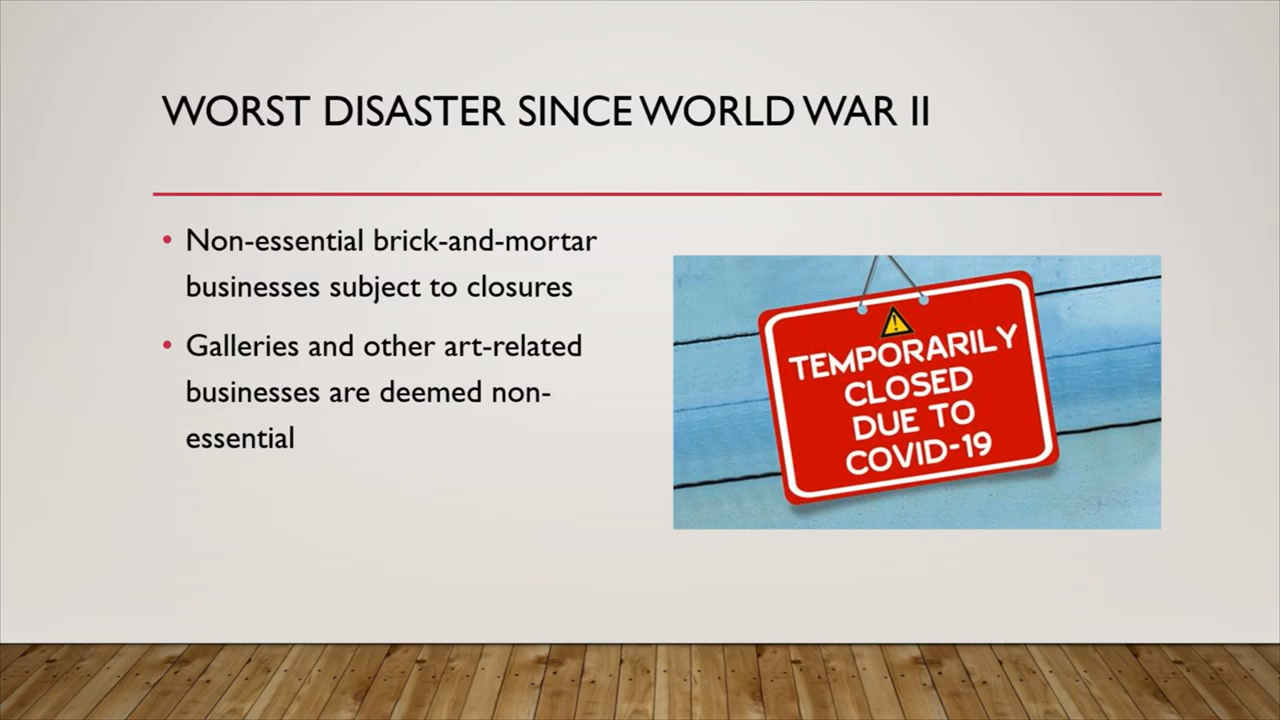 WORST DISASTER SINCE WORLD WAR II
• Non-essential brick-and-mortar
businesses subject to closures
• Galleries and other art-related
businesses are deemed non-
essential
TEMPORARILY
CLOSED
DUE TO
COVID-19